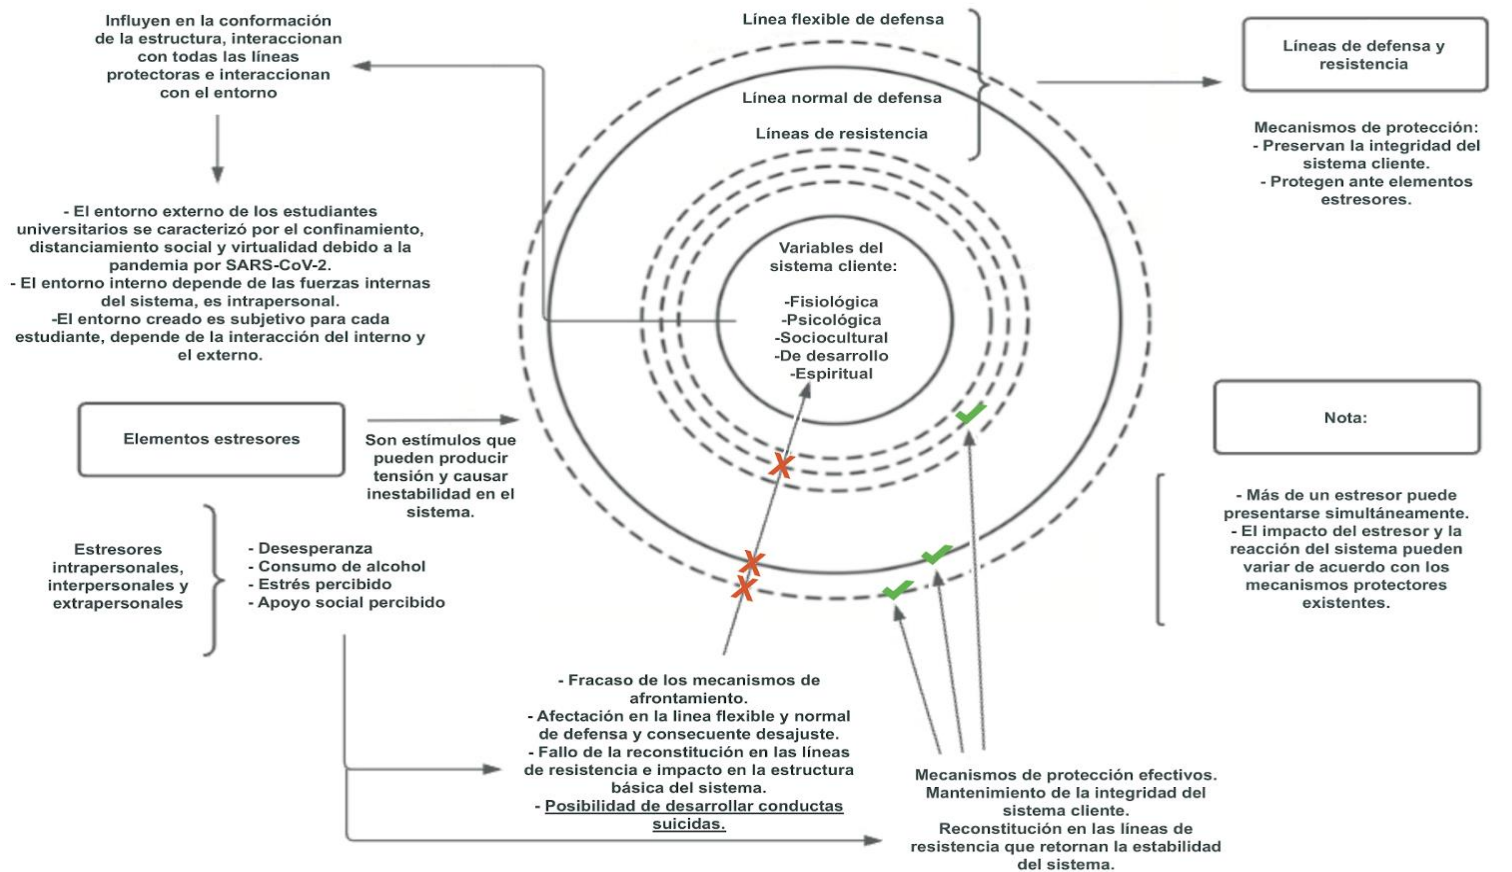 Influyen en la conformación
de la estructura, interaccionan
con todas las líneas
protectoras e interaccionan
con el entorno
- El entorno externo de los estudiantes
universitarios se caracterizó por el confinamiento,
distanciamiento social y virtualidad debido a la
pandemia por SARS-CoV-2.
- El entorno interno depende de las fuerzas internas
del sistema, es intrapersonal.
-El entorno creado es subjetivo para cada
estudiante, depende de la interacción del interno y
el externo.
Línea flexible de defensa
Línea normal de defensa
Líneas de resistencia
Variables del
sistema cliente:
-Fisiológica
-Psicológica
-Sociocultural
-De desarrollo
-Espiritual
Líneas de defensa y
resistencia
Mecanismos de protección:
- Preservan la integridad del
sistema cliente.
- Protegen ante elementos
estresores.
Elementos estresores
Son estímulos que
pueden producir
tensión y causar
inestabilidad en el
sistema.
Estresores
intrapersonales,
interpersonales y
extrapersonales
- Desesperanza
- Consumo de alcohol
- Estrés percibido
- Apoyo social percibido
Nota:
- Más de un estresor puede
presentarse simultáneamente.
- El impacto del estresor y la
reacción del sistema pueden
variar de acuerdo con los
mecanismos protectores
existentes.
- Fracaso de los mecanismos de
afrontamiento.
- Afectación en la linea flexible y normal
de defensa y consecuente desajuste.
- Fallo de la reconstitución en las líneas
de resistencia e impacto en la estructura
básica del sistema.
- Posibilidad de desarrollar conductas
suicidas.
Mecanismos de protección efectivos.
Mantenimiento de la integridad del
sistema cliente.
Reconstitución en las líneas de
resistencia que retornan la estabilidad
del sistema.